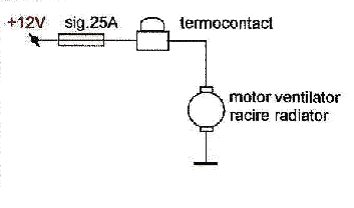 +12V sig.25A termocontact
motor ventilator
racire radiator